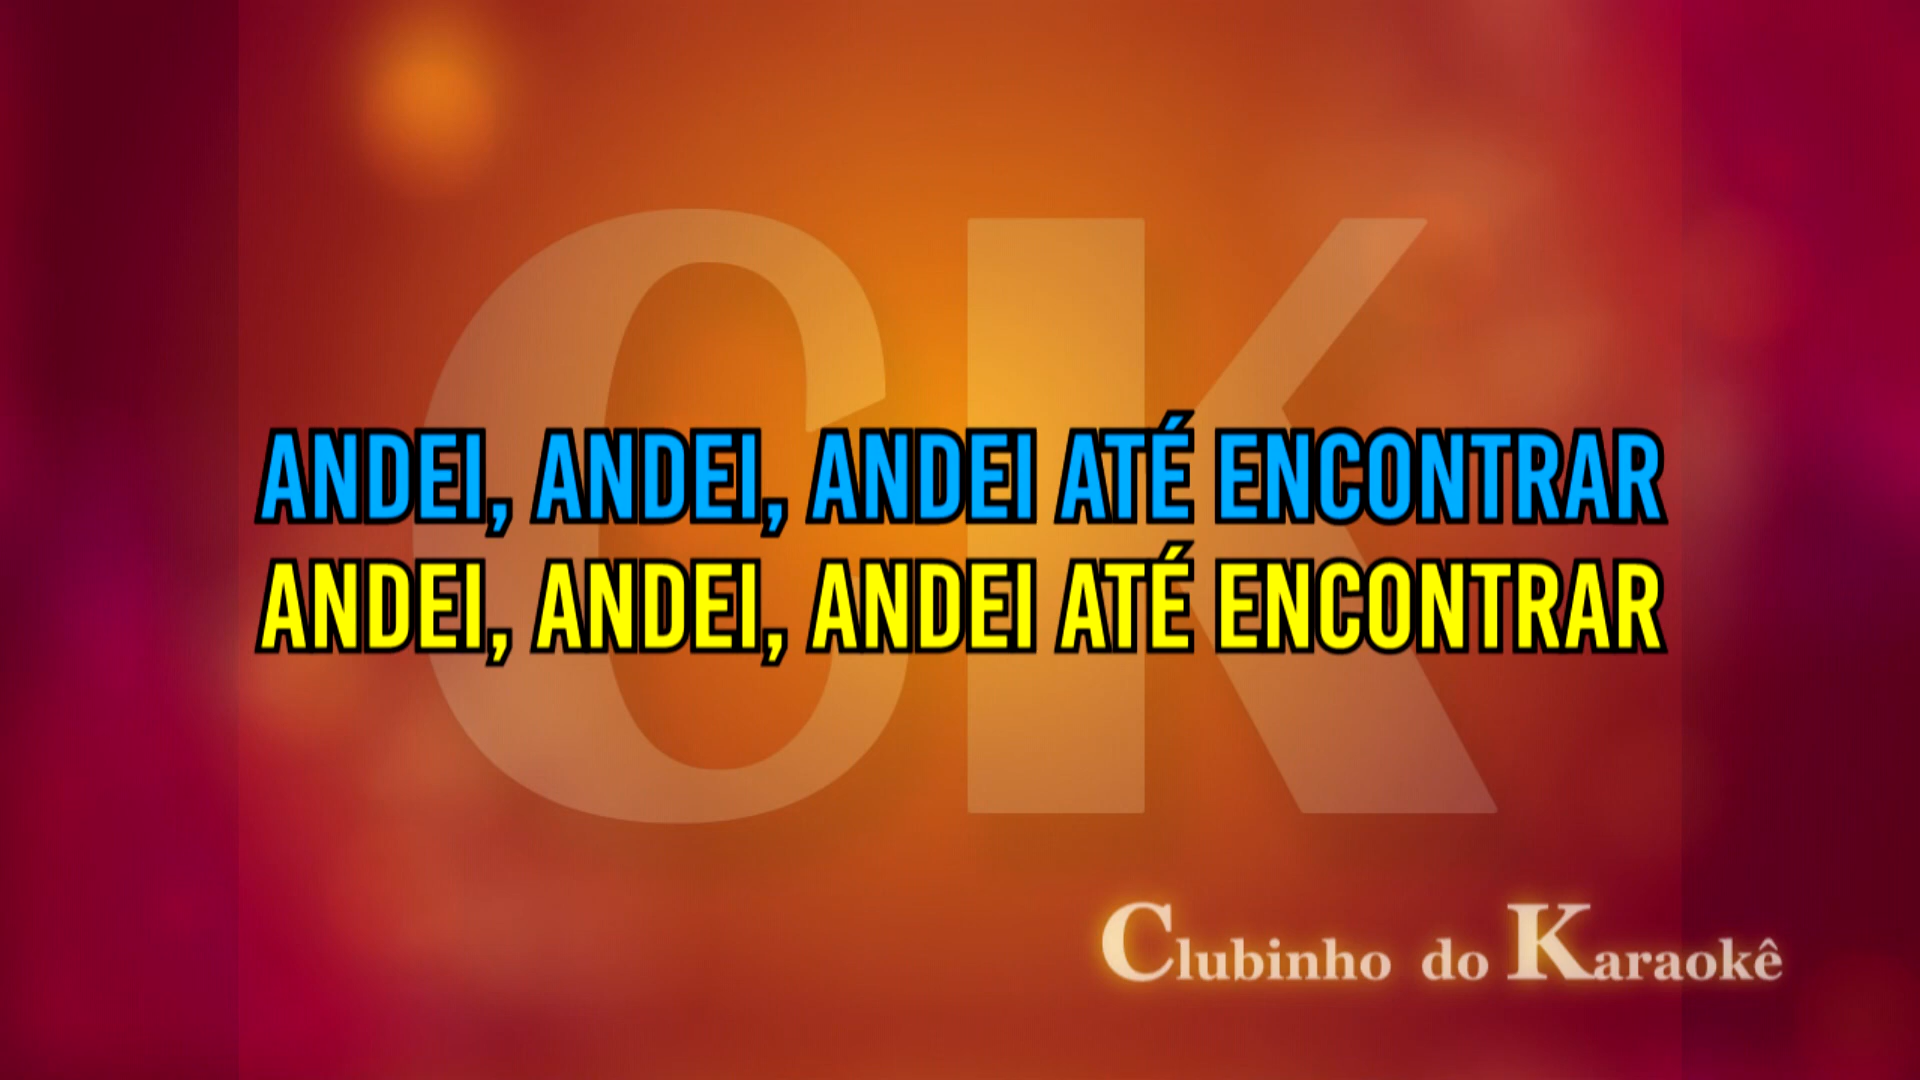 CK
ANDEI, ANDEI, ANDEI ATÉ ENCONTRAR
ANDEI, ANDEI, ANDEI ATÉ ENCONTRAR
Clubinho do Karaokê